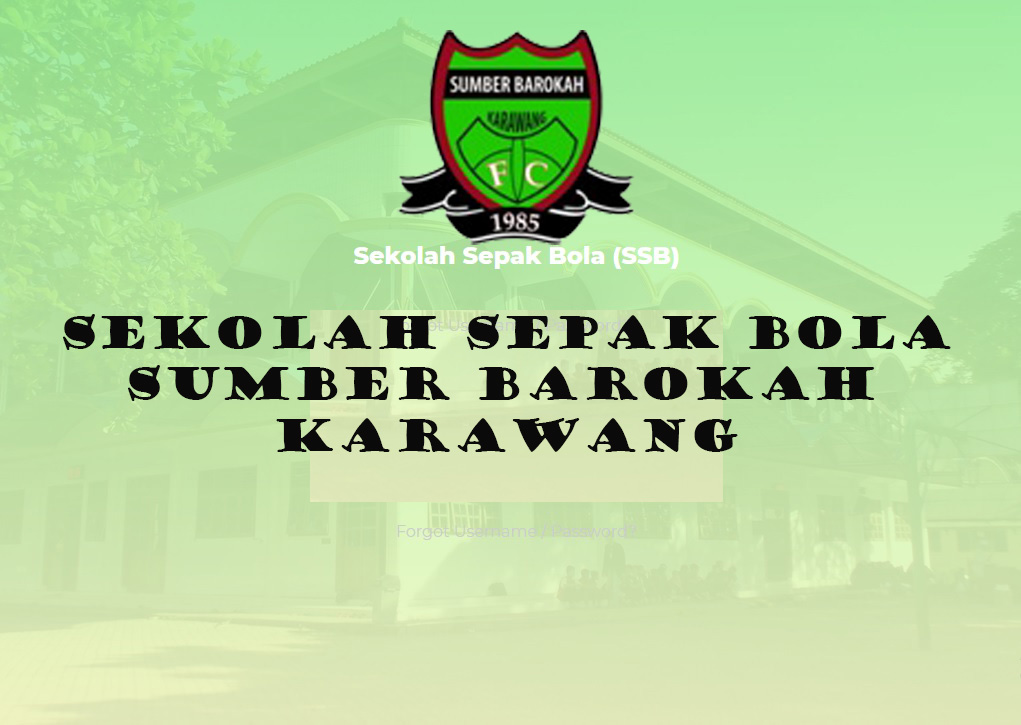 SUMBER BAROKAH
KARAWANG
F C
1985
Sekolah Sepak Bola (SSB)
SEKOLAH SEPAK BOLA
SUMBER BAROKAH
KARAWANG
Forgot Username / Password?